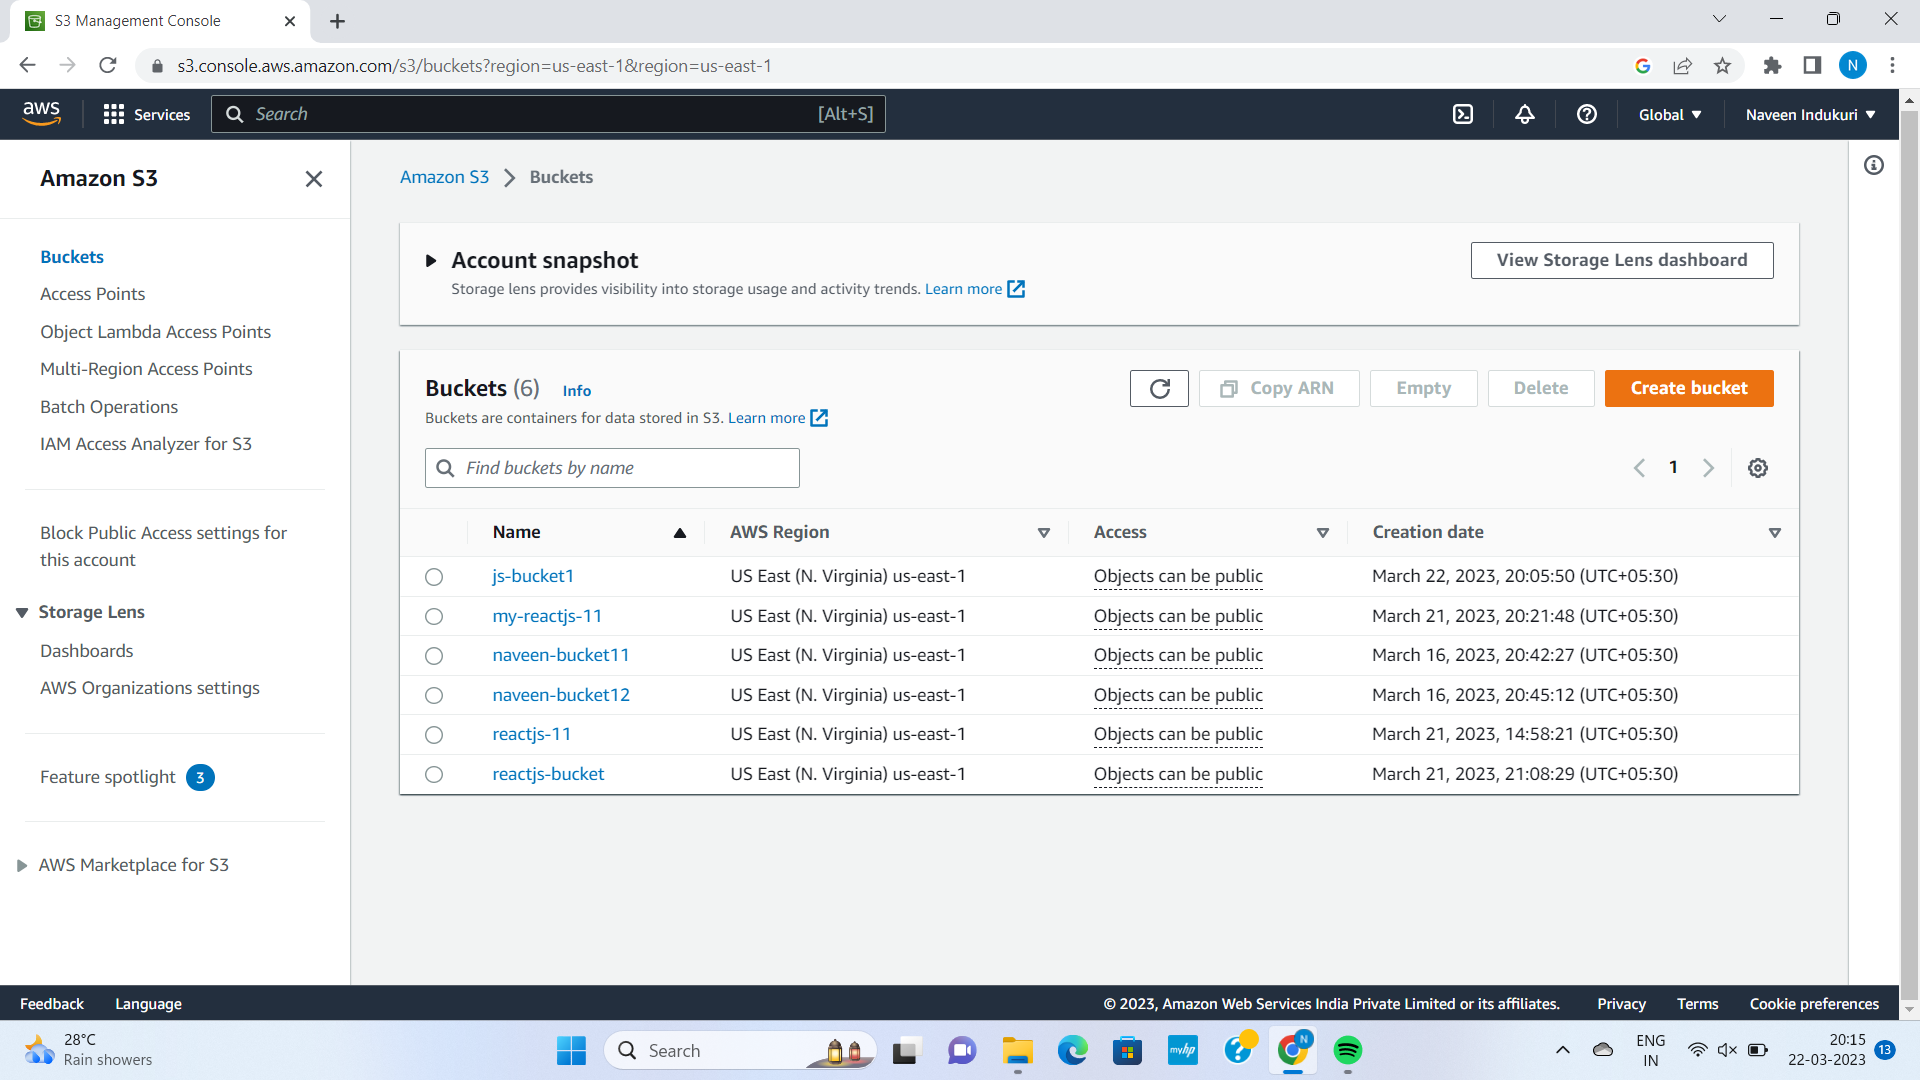 S3 Management Console
s3.console.aws.amazon.com/s3/buckets?region=us-east-1&region=us-east-1
N
aws
Services
Search
[Alt+S]
Global
Naveen Indukuri
Amazon S3
Buckets
Access Points
Object Lambda Access Points
Multi-Region Access Points
Batch Operations
IAM Access Analyzer for S3
Block Public Access settings for
this account
Storage Lens
Dashboards
AWS Organizations settings
Feature spotlight 3
AWS Marketplace for S3
Amazon S3 > Buckets
Account snapshot
Storage lens provides visibility into storage usage and activity trends. Learn more
View Storage Lens dashboard
Buckets (6) Info
Buckets are containers for data stored in S3. Learn more
Copy ARN
Empty
Delete
Create bucket
Find buckets by name
1
Name AWS Region Access Creation date
js-bucket1 US East (N. Virginia) us-east-1 Objects can be public March 22, 2023, 20:05:50 (UTC+05:30)
my-reactjs-11 US East (N. Virginia) us-east-1 Objects can be public March 21, 2023, 20:21:48 (UTC+05:30)
naveen-bucket11 US East (N. Virginia) us-east-1 Objects can be public March 16, 2023, 20:42:27 (UTC+05:30)
naveen-bucket12 US East (N. Virginia) us-east-1 Objects can be public March 16, 2023, 20:45:12 (UTC+05:30)
reactjs-11 US East (N. Virginia) us-east-1 Objects can be public March 21, 2023, 14:58:21 (UTC+05:30)
reactjs-bucket US East (N. Virginia) us-east-1 Objects can be public March 21, 2023, 21:08:29 (UTC+05:30)
Feedback Language © 2023, Amazon Web Services India Private Limited or its affiliates. Privacy Terms Cookie preferences
28°C
Rain showers
Search
myhp
N
ENG
IN
20:15
22-03-2023
13